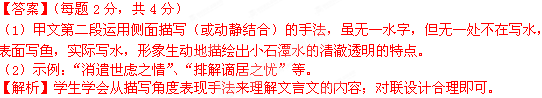 【答案】（每题2分，共4分）
（1）甲文第二段运用侧面描写（或动静结合）的手法，虽无一水字，但无一处不在写水，
表面写鱼，实际写水，形象生动地描绘出小石潭水的清澈透明的特点。
（2）示例：“消遣世虑之情”、“排解谪居之忧”等。
【解析】学生学会从描写角度表现手法来理解文言文的内容；对联设计合理即可。